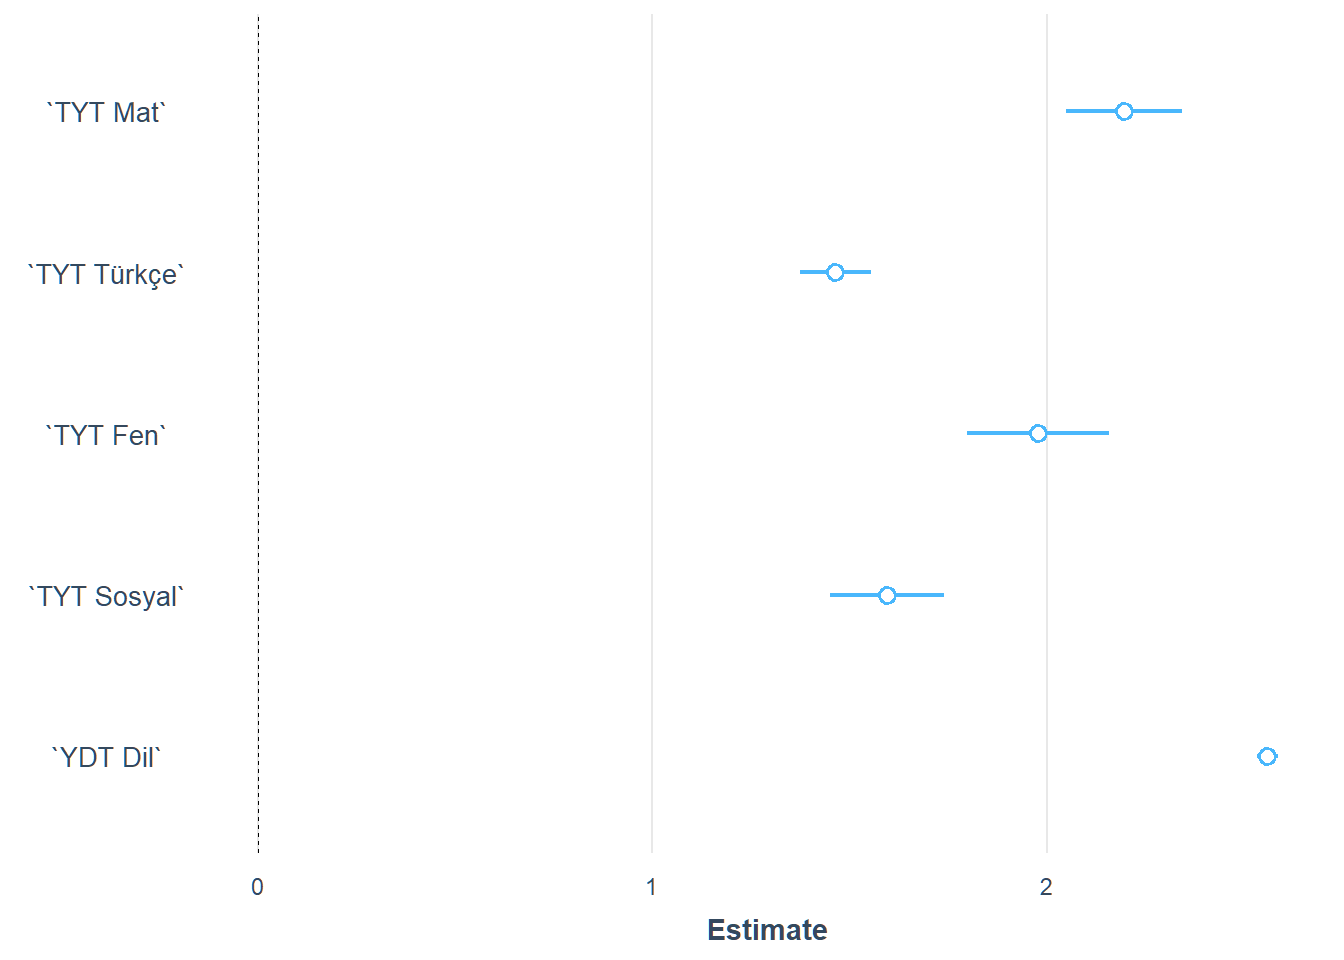 `TYT Mat`
`TYT Türkçe`
`TYT Fen`
`TYT Sosyal`
`YDT Dil`
0 1 2
Estimate